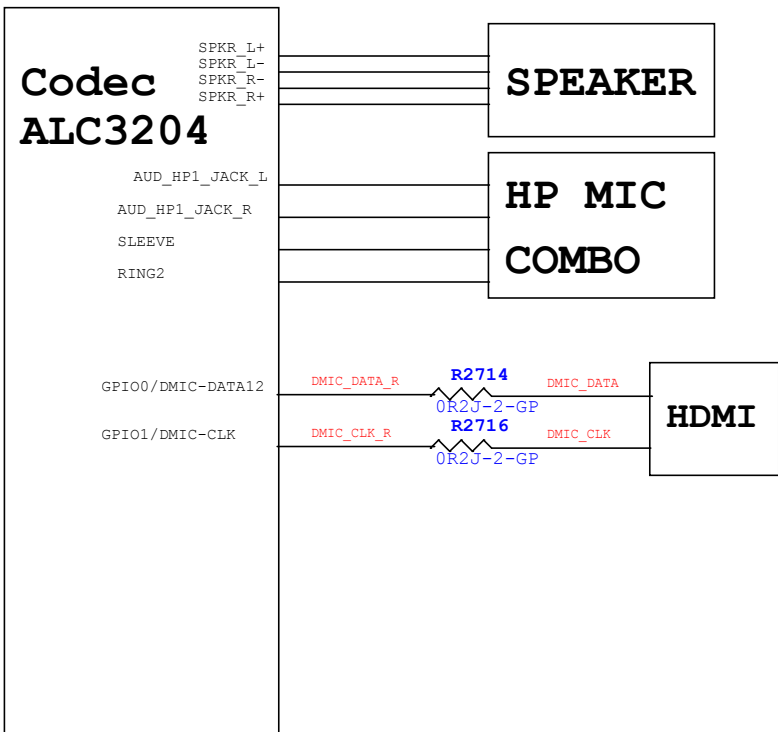 Codec
ALC3204
SPKR_L+
SPKR_L-
SPKR_R-
SPKR_R+
SPEAKER
AUD_HP1_JACK_L
AUD_HP1_JACK_R
SLEEVE
RING2
HP MIC
COMBO
GPIO0/DMIC-DATA12
DMIC_DATA_R
R2714
0R2J-2-GP
DMIC_DATA
GPIO1/DMIC-CLK
DMIC_CLK_R
R2716
0R2J-2-GP
DMIC_CLK
HDMI